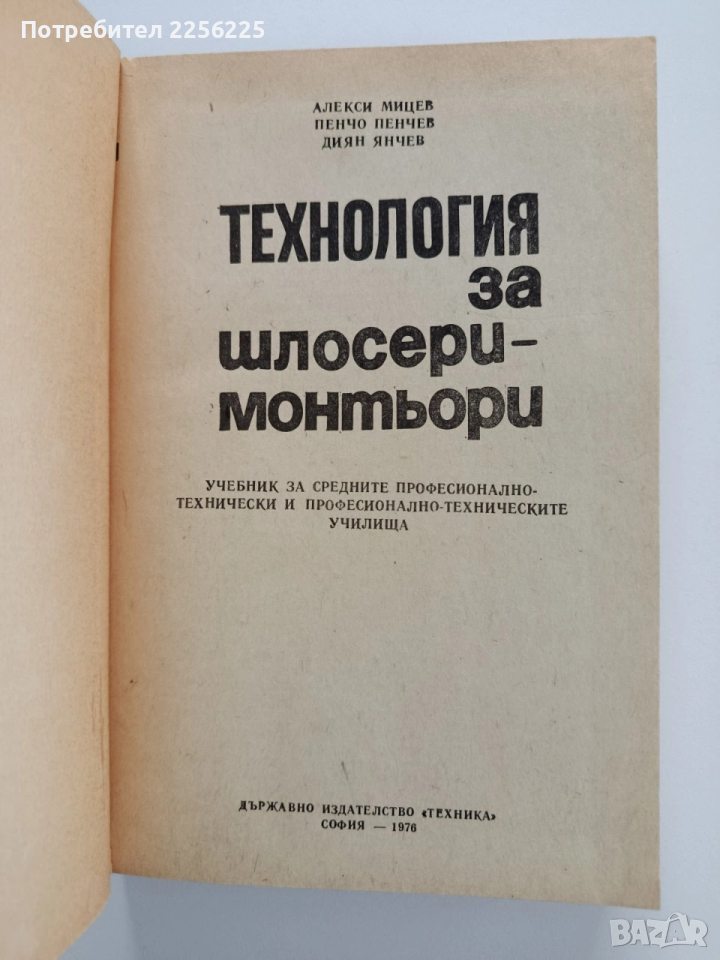 Потребител 2256225
АЛЕКСИ МИЦЕВ
ПЕНЧО ПЕНЧЕВ
ДИЯН ЯНЧЕВ
ТЕХНОЛОГИЯ
за
шлосери-
монтьори
УЧЕБНИК ЗА СРЕДНИТЕ ПРОФЕСИОНАЛНО-
ТЕХНИЧЕСКИ И ПРОФЕСИОНАЛНО-ТЕХНИЧЕСКИТЕ
УЧИЛИЩА
ДЪРЖАВНО ИЗДАТЕЛСТВО «ТЕХНИКА»
СОФИЯ — 1976
BAZAR